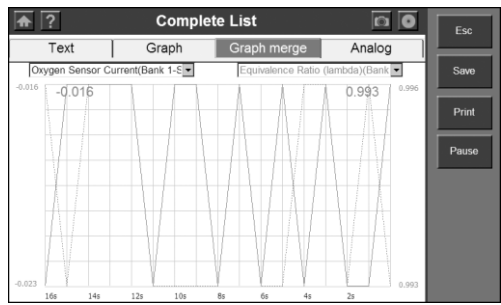 ? Complete List
Esc
Text Graph Graph merge Analog
Oxygen Sensor Current(Bank 1-S Equivalence Ratio (lambda)(Bank
Save
-0.016 -0.016 0.993 0.996
Print
Pause
-0.023 0.993
16s 14s 12s 10s 8s 6s 4s 2s